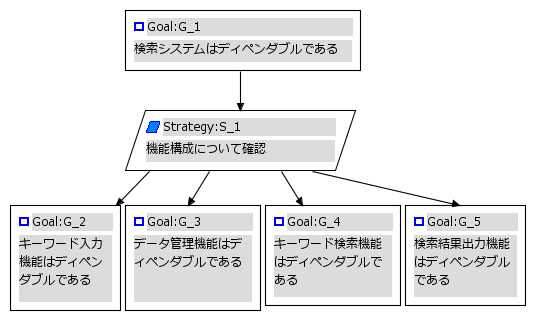 Goal:G_1
検索システムはディペンダブルである
Strategy:S_1
機能構成について確認
Goal:G_2
キーワード入力
機能はディペン
ダブルである
Goal:G_3
データ管理機能はデ
ィペンダブルである
Goal:G_4
キーワード検索機能
はディペンダブルで
ある
Goal:G_5
検索結果出力機能
はディペンダブル
である